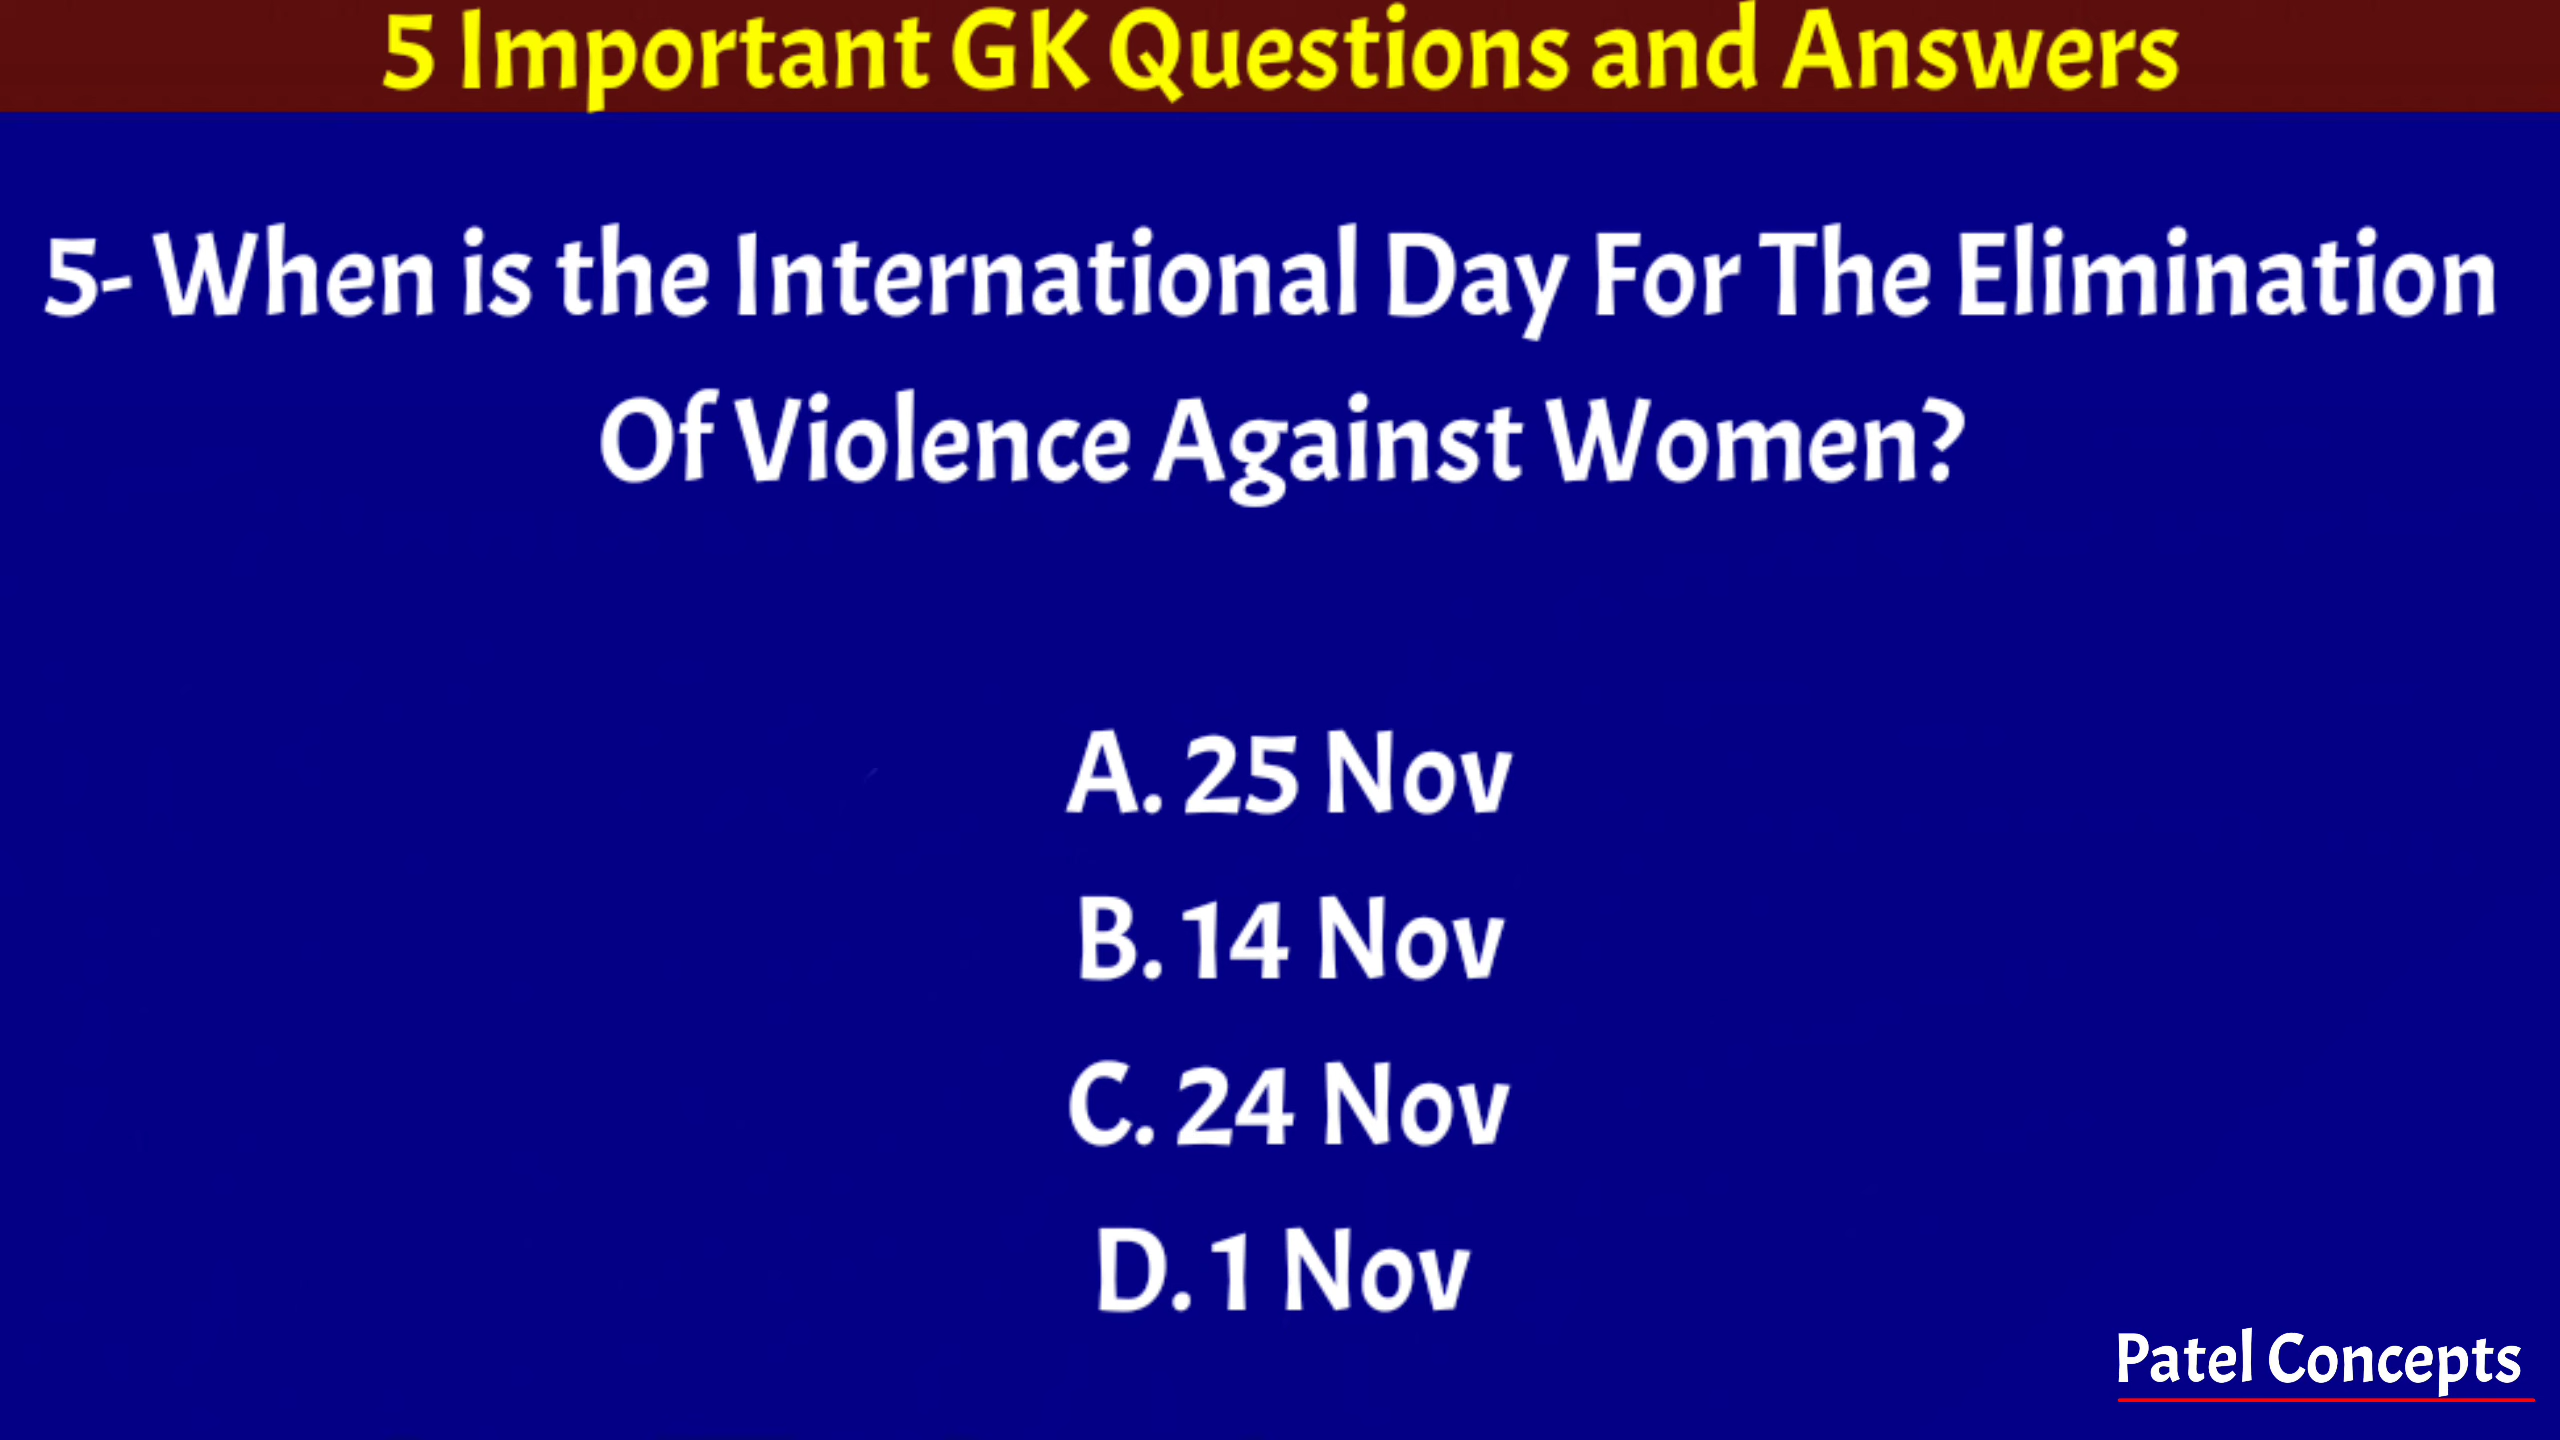 5 Important GK Questions and Answers
5- When is the International Day For The Elimination
Of Violence Against Women?
A. 25 Nov
B. 14 Nov
C. 24 Nov
D. 1 Nov
Patel Concepts